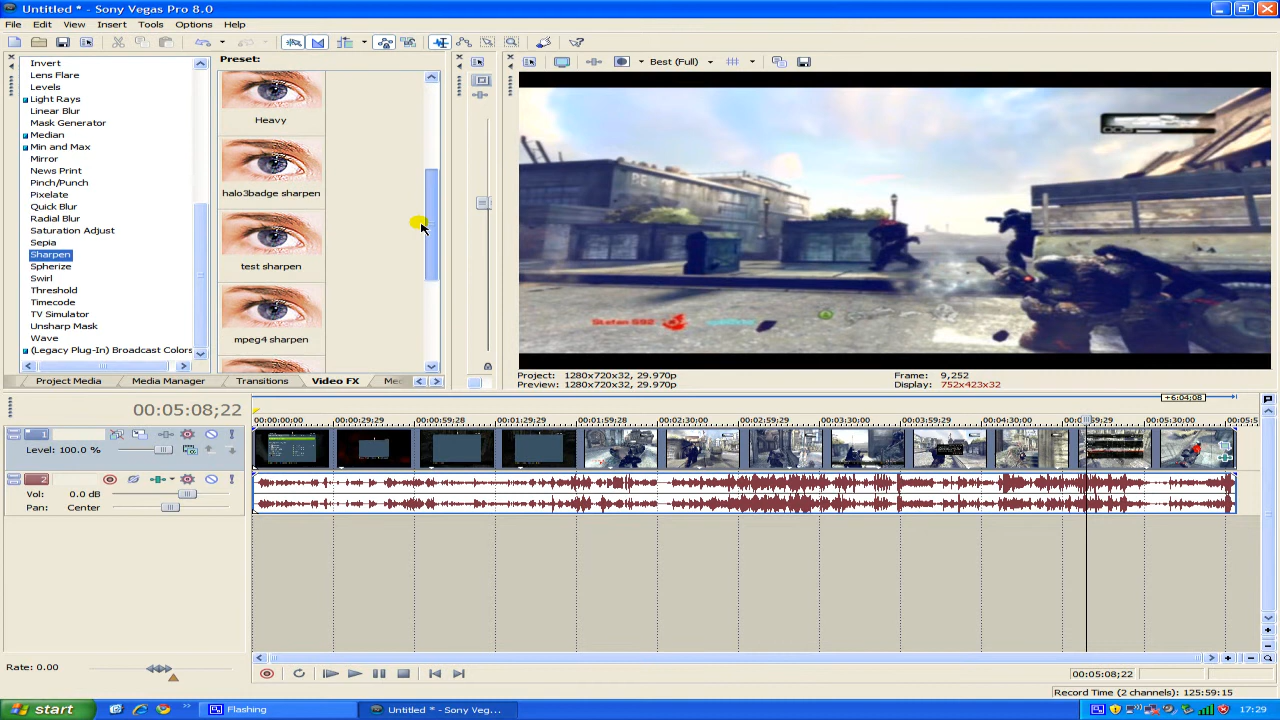 Untitled * - Sony Vegas Pro 8.0
File Edit View Insert Tools Options Help
Invert
Lens Flare
Levels
Light Rays
Linear Blur
Mask Generator
Median
Min and Max
Mirror
News Print
Pinch/Punch
Pixelate
Quick Blur
Radial Blur
Saturation Adjust
Sepia
Sharpen
Spherize
Swirl
Threshold
Timecode
TV Simulator
Unsharp Mask
Wave
(Legacy Plug-In) Broadcast Colors
Preset:
Heavy
halo3badge sharpen
test sharpen
mpeg4 sharpen
Project Media Media Manager Transitions Video FX
Best (Full)
Project: 1280x720x32, 29.970p
Preview: 1280x720x32, 29.970p
Frame: 9,252
Display: 752x423x32
00:05:08;22
+6:04:08
00:00:00;00 00:00:29;29 00:00:59;28 00:01:29;29 00:01:59;28 00:02:30;00 00:02:59;29 00:03:30;00 00:03:59;29 00:04:30;00
1
Level: 100.0 %
2
Vol: 0.0 dB
Pan: Center
Rate: 0.00
00:05:08;22
Record Time (2 channels): 125:59:15
start
Flashing
Untitled * - Sony Veg...
17:29